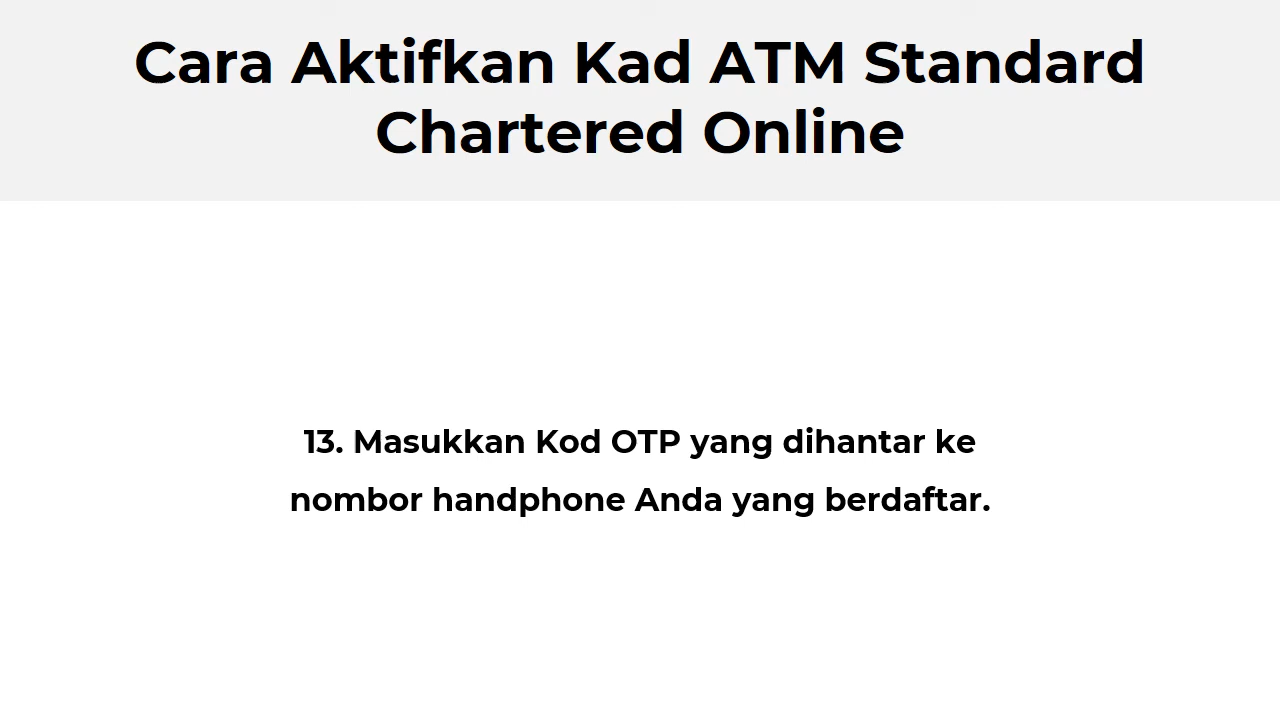 Cara Aktifkan Kad ATM Standard
Chartered Online
13. Masukkan Kod OTP yang dihantar ke
nombor handphone Anda yang berdaftar.